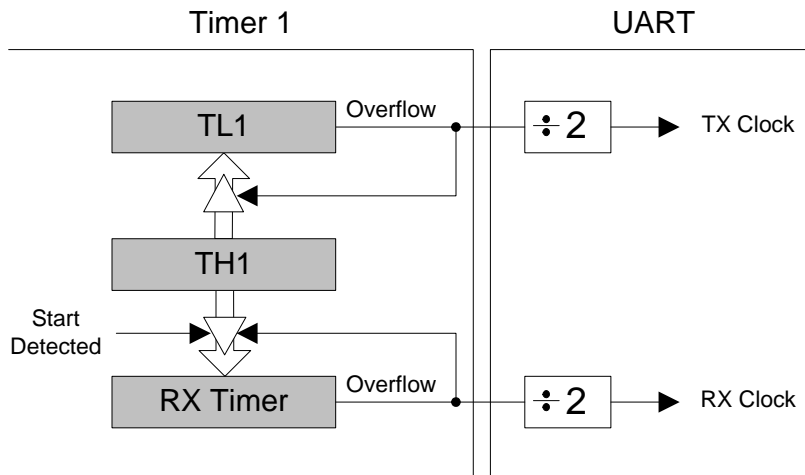 Timer 1
UART
TL1
Overflow
÷ 2
TX Clock
TH1
Start
Detected
RX Timer
Overflow
÷ 2
RX Clock